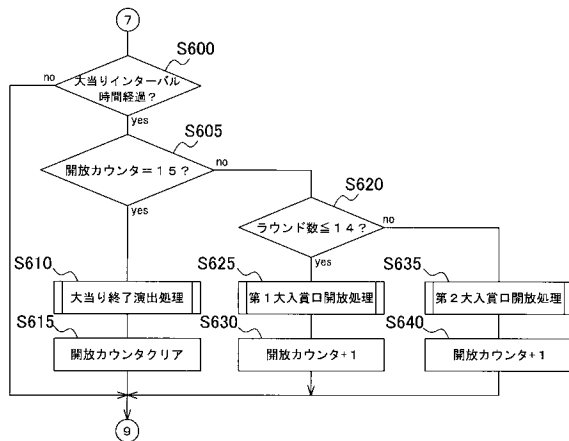 7
S600
大当りインターバル
時間経過？
no
yes
S605
開放カウンタ＝１５？
no
yes
S620
ラウンド数≦１４？
no
yes
S610
大当り終了演出処理
S625
第１大入賞口開放処理
S635
第２大入賞口開放処理
S615
開放カウンタクリア
S630
開放カウンタ+１
S640
開放カウンタ+１
9